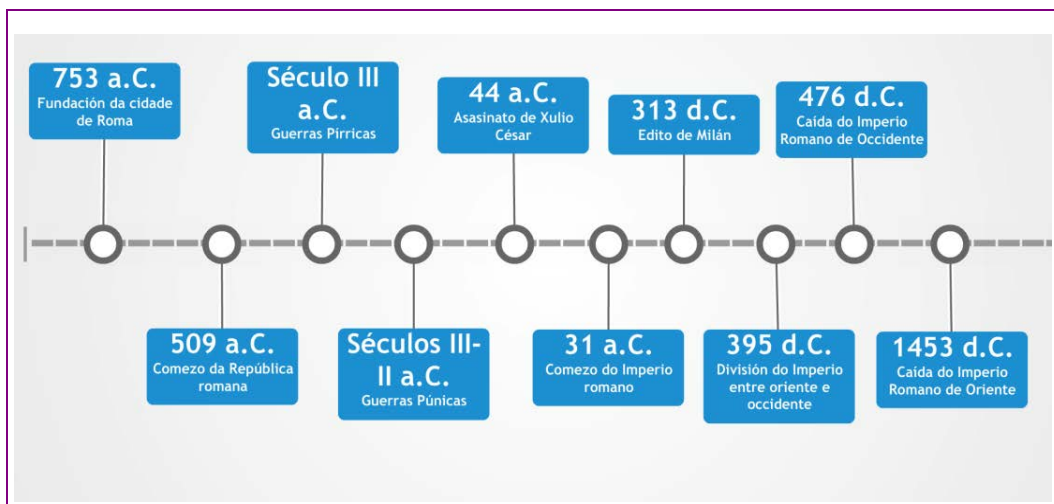 753 a.C.
Fundación da cidade
de Roma
Século III
a.C.
Guerras Pírricas
44 a.C.
Asasinato de Xulio
César
313 d.C.
Edito de Milán
476 d.C.
Caída do Imperio
Romano de Occidente
509 a.C.
Comezo da República
romana
Séculos III-
II a.C.
Guerras Púnicas
31 a.C.
Comezo do Imperio
romano
395 d.C.
División do Imperio
entre oriente e
occidente
1453 d.C.
Caída do Imperio
Romano de Oriente